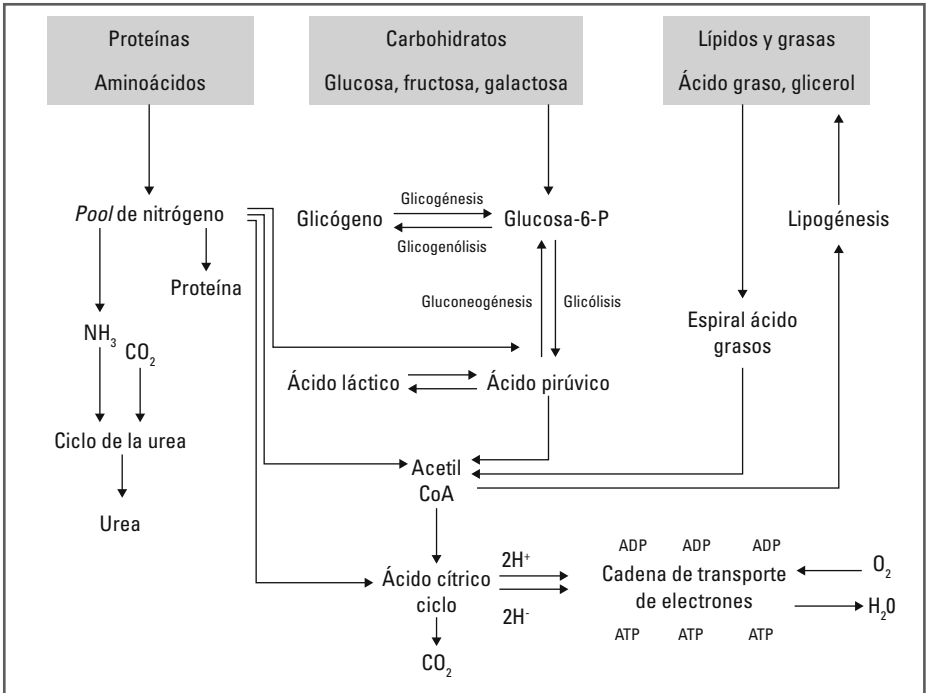 Proteínas
Aminoácidos
Carbohidratos
Glucosa, fructosa, galactosa
Lípidos y grasas
Ácido graso, glicerol
Pool de nitrógeno
Proteína
NH3
CO2
Ciclo de la urea
Urea
Glicógeno
Glicogénesis
Glicogenólisis
Glucosa-6-P
Gluconeogénesis
Glicólisis
Ácido láctico
Ácido pirúvico
Acetil
CoA
Ácido cítrico
ciclo
CO2
2H+
2H-
ADP ADP ADP
Cadena de transporte
de electrones
ATP ATP ATP
O2
H20
Espiral ácido
grasos
Lipogénesis